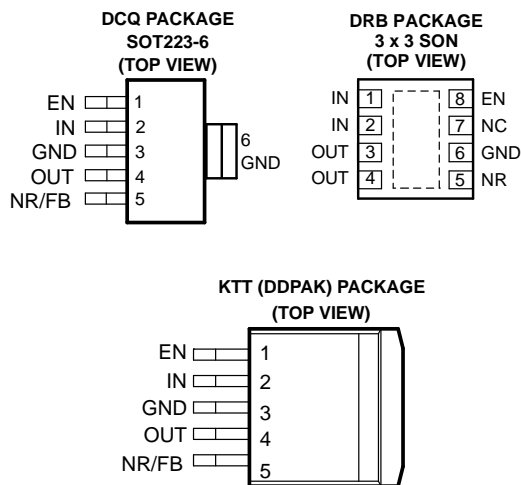 DCQ PACKAGE
SOT223-6
(TOP VIEW)
EN 1
IN 2
GND 3
OUT 4
NR/FB 5
6
GND
DRB PACKAGE
3 x 3 SON
(TOP VIEW)
IN 1 8 EN
IN 2 7 NC
OUT 3 6 GND
OUT 4 5 NR
KTT (DDPAK) PACKAGE
(TOP VIEW)
EN 1
IN 2
GND 3
OUT 4
NR/FB 5